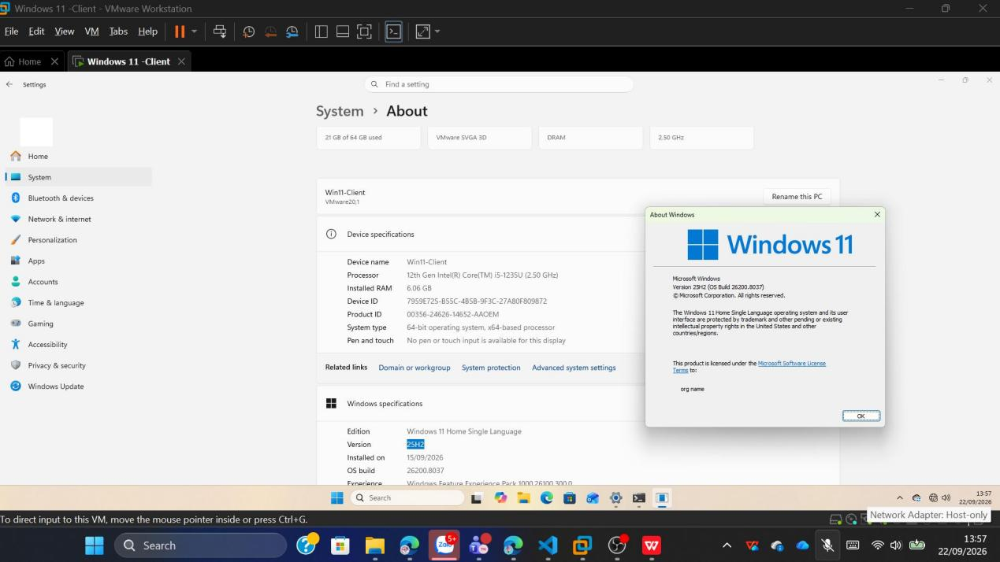 Windows 11 -Client - VMware Workstation
File Edit View VM Tabs Help
Home Windows 11 -Client
Settings
Find a setting
System > About
21 GB of 64 GB used VMware SVGA 3D DRAM 2.50 GHz
Home
System
Bluetooth & devices
Network & internet
Personalization
Apps
Accounts
Time & language
Gaming
Accessibility
Privacy & security
Windows Update
Win11-Client
VMware20,1
Rename this PC
Device specifications
Device name Win11-Client
Processor 12th Gen Intel(R) Core(TM) i5-1235U (2.50 GHz)
Installed RAM 6.06 GB
Device ID 7959E725-B55C-4B5B-9F3C-27A80F809872
Product ID 00356-24626-14652-AAOEM
System type 64-bit operating system, x64-based processor
Pen and touch No pen or touch input is available for this display
Related links Domain or workgroup System protection Advanced system settings
Windows specifications
Edition Windows 11 Home Single Language
Version 25H2
Installed on 15/09/2026
OS build 26200.8037
Experience Windows Feature Experience Pack 1000.26100.300.0
About Windows
Windows 11
Microsoft Windows
Version 25H2 (OS Build 26200.8037)
© Microsoft Corporation. All rights reserved.
The Windows 11 Home Single Language operating system and its user
interface are protected by trademark and other pending or existing
intellectual property rights in the United States and other
countries/regions.
This product is licensed under the Microsoft Software License
Terms to:
org name
OK
Search
13:57
22/09/2026
Network Adapter: Host-only
To direct input to this VM, move the mouse pointer inside or press Ctrl+G.
Search
Zalo
5+
13:57
22/09/2026